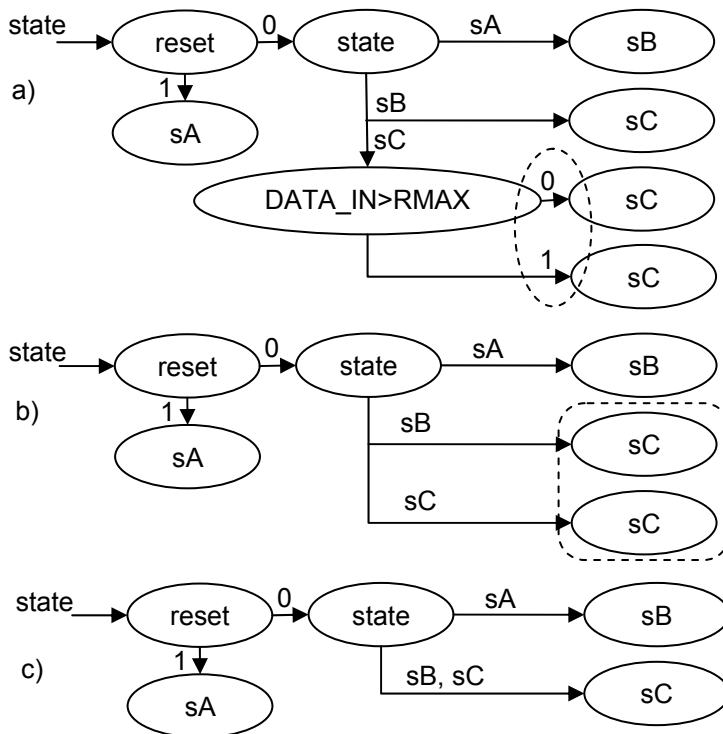 state
reset
0
state
sA
sB
a)
1
sA
sB
sC
sC
DATA_IN>RMAX
0
sC
1
sC
state
reset
0
state
sA
sB
b)
1
sA
sB
sC
sC
sC
state
reset
0
state
sA
sB
c)
1
sA
sB, sC
sC